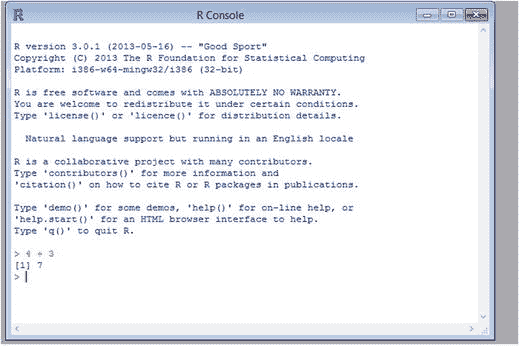 R Console
R version 3.0.1 (2013-05-16) -- "Good Sport"
Copyright (C) 2013 The R Foundation for Statistical Computing
Platform: i386-w64-mingw32/i386 (32-bit)
R is free software and comes with ABSOLUTELY NO WARRANTY.
You are welcome to redistribute it under certain conditions.
Type 'license()' or 'licence()' for distribution details.
Natural language support but running in an English locale
R is a collaborative project with many contributors.
Type 'contributors()' for more information and
'citation()' on how to cite R or R packages in publications.
Type 'demo()' for some demos, 'help()' for on-line help, or
'help.start()' for an HTML browser interface to help.
Type 'q()' to quit R.
> 4 + 3
[1] 7
>